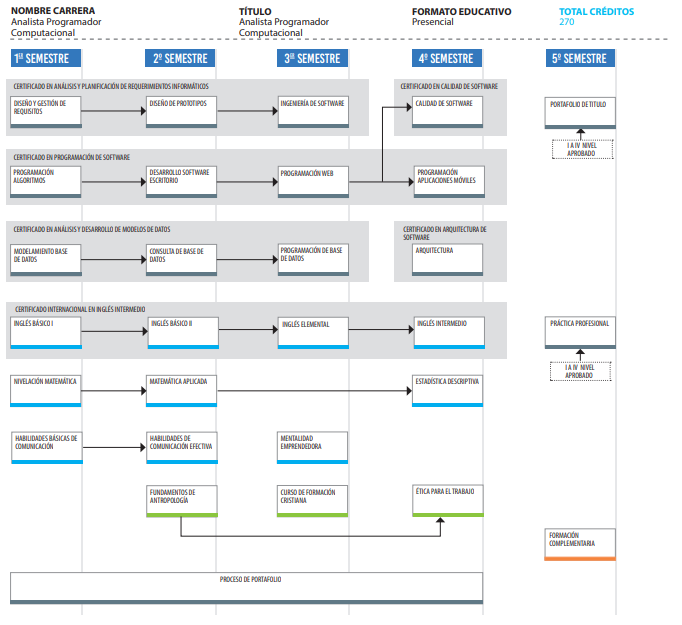 NOMBRE CARRERA
Analista Programador
Computacional
TÍTULO
Analista Programador
Computacional
FORMATO EDUCATIVO
Presencial
TOTAL CRÉDITOS
270
1ER SEMESTRE
2º SEMESTRE
3ER SEMESTRE
4º SEMESTRE
5º SEMESTRE
CERTIFICADO EN ANÁLISIS Y PLANIFICACIÓN DE REQUERIMIENTOS INFORMÁTICOS
CERTIFICADO EN CALIDAD DE SOFTWARE
DISEÑO Y GESTIÓN DE
REQUISITOS
DISEÑO DE PROTOTIPOS
INGENIERÍA DE SOFTWARE
CALIDAD DE SOFTWARE
PORTAFOLIO DE TITULO
I A IV NIVEL
APROBADO
CERTIFICADO EN PROGRAMACIÓN DE SOFTWARE
PROGRAMACIÓN
ALGORITMOS
DESARROLLO SOFTWARE
ESCRITORIO
PROGRAMACIÓN WEB
PROGRAMACIÓN
APLICACIONES MÓVILES
CERTIFICADO EN ANÁLISIS Y DESARROLLO DE MODELOS DE DATOS
CERTIFICADO EN ARQUITECTURA DE
SOFTWARE
MODELAMIENTO BASE
DE DATOS
CONSULTA DE BASE DE
DATOS
PROGRAMACIÓN DE BASE
DE DATOS
ARQUITECTURA
CERTIFICADO INTERNACIONAL EN INGLÉS INTERMEDIO
INGLÉS BÁSICO I
INGLÉS BÁSICO II
INGLÉS ELEMENTAL
INGLÉS INTERMEDIO
PRÁCTICA PROFESIONAL
I A IV NIVEL
APROBADO
NIVELACIÓN MATEMÁTICA
MATEMÁTICA APLICADA
ESTADÍSTICA DESCRIPTIVA
HABILIDADES BÁSICAS DE
COMUNICACIÓN
HABILIDADES DE
COMUNICACIÓN EFECTIVA
MENTALIDAD
EMPRENDEDORA
FUNDAMENTOS DE
ANTROPOLOGÍA
CURSO DE FORMACIÓN
CRISTIANA
ÉTICA PARA EL TRABAJO
FORMACIÓN
COMPLEMENTARIA
PROCESO DE PORTAFOLIO